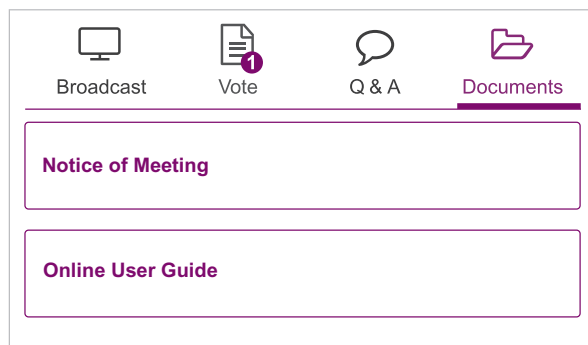 1
Broadcast Vote Q & A Documents
Notice of Meeting
Online User Guide